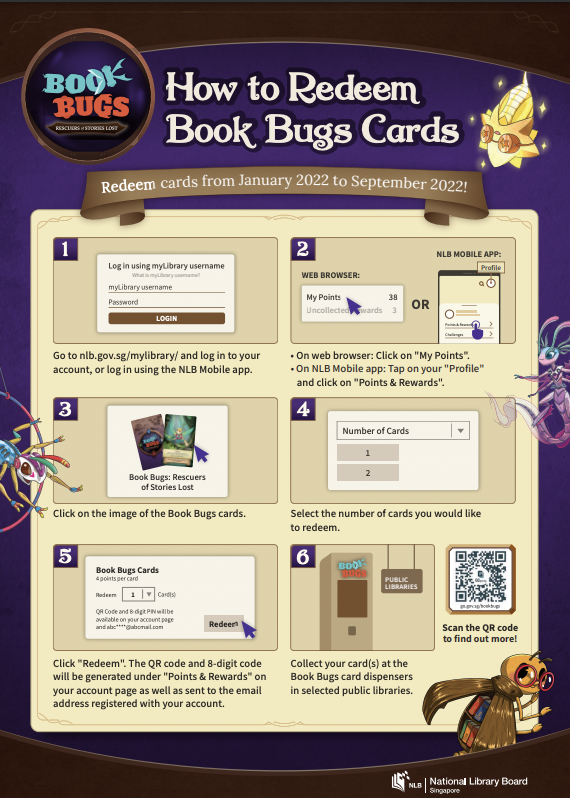 BOOK
BUGS
RESCUERS of STORIES LOST
How to Redeem
Book Bugs Cards
Redeem cards from January 2022 to September 2022!
1
Log in using myLibrary username
What is myLibrary username?
myLibrary username
Password
LOGIN
Go to nlb.gov.sg/mylibrary/ and log in to your
account, or log in using the NLB Mobile app.
2
WEB BROWSER:
My Points 38
Uncollected Rewards 3
OR
NLB MOBILE APP:
Profile
Points & Rewards
Challenges
• On web browser: Click on "My Points".
• On NLB Mobile app: Tap on your "Profile"
and click on "Points & Rewards".
3
Book Bugs: Rescuers
of Stories Lost
Click on the image of the Book Bugs cards.
4
Number of Cards
1
2
Select the number of cards you would like
to redeem.
5
Book Bugs Cards
4 points per card
Redeem 1 Card(s)
QR Code and 8-digit PIN will be
available on your account page
and abc****@abcmail.com
Redeem
Click "Redeem". The QR code and 8-digit code
will be generated under "Points & Rewards" on
your account page as well as sent to the email
address registered with your account.
6
BOOK
BUGS
PUBLIC
LIBRARIES
Collect your card(s) at the
Book Bugs card dispensers
in selected public libraries.
go.gov.sg/bookbugs
Scan the QR code
to find out more!
NLB
National Library Board
Singapore